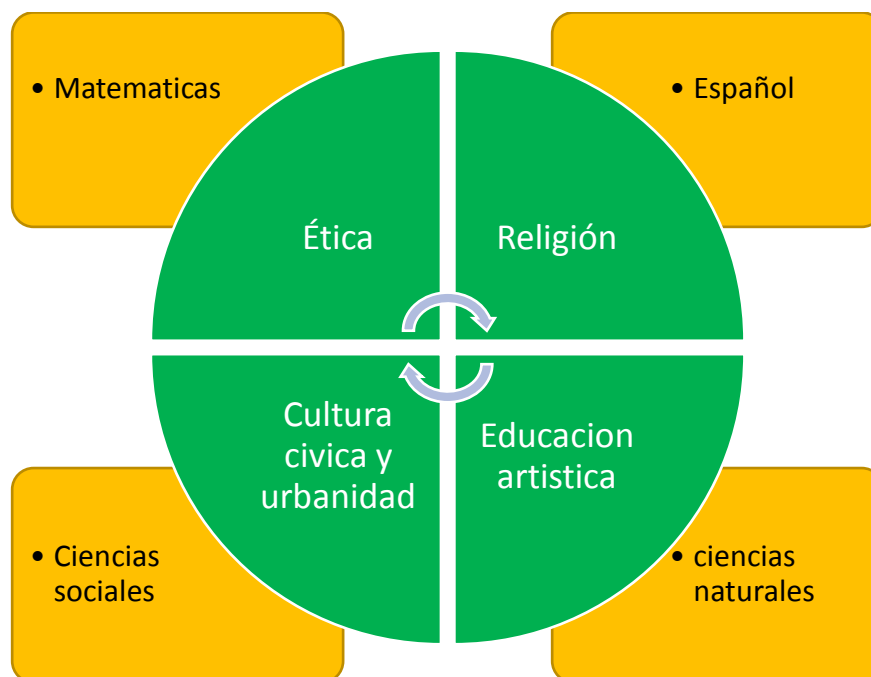 • Matematicas
• Español
Ética
Religión
Cultura
civica y
urbanidad
Educacion
artistica
• Ciencias
sociales
• ciencias
naturales